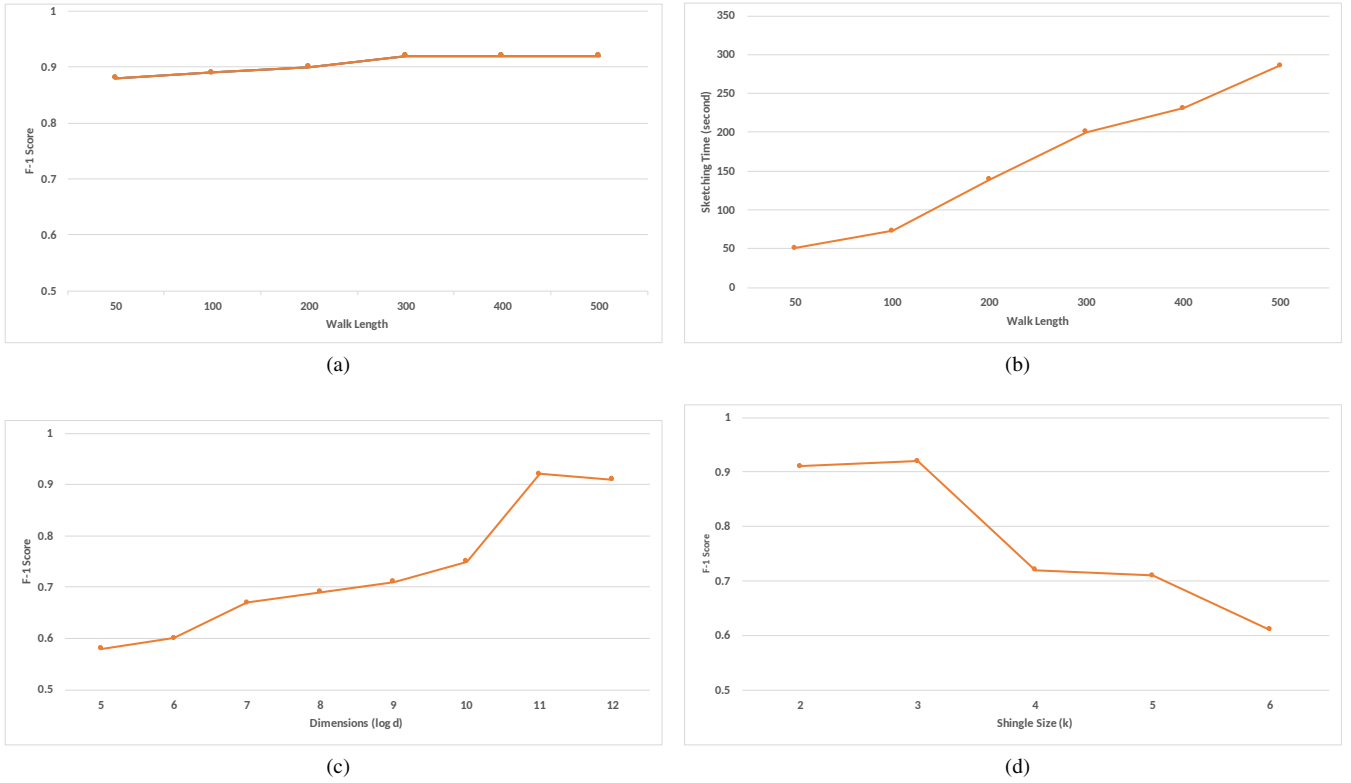 1
0.9
0.8
0.7
0.6
0.5
F-1 Score
50 100 200 300 400 500
Walk Length
(a)
350
300
250
200
150
100
50
0
Sketching Time (second)
50 100 200 300 400 500
Walk Length
(b)
1
0.9
0.8
0.7
0.6
0.5
F-1 Score
5 6 7 8 9 10 11 12
Dimensions (log d)
(c)
1
0.9
0.8
0.7
0.6
0.5
F-1 Score
2 3 4 5 6
Shingle Size (k)
(d)